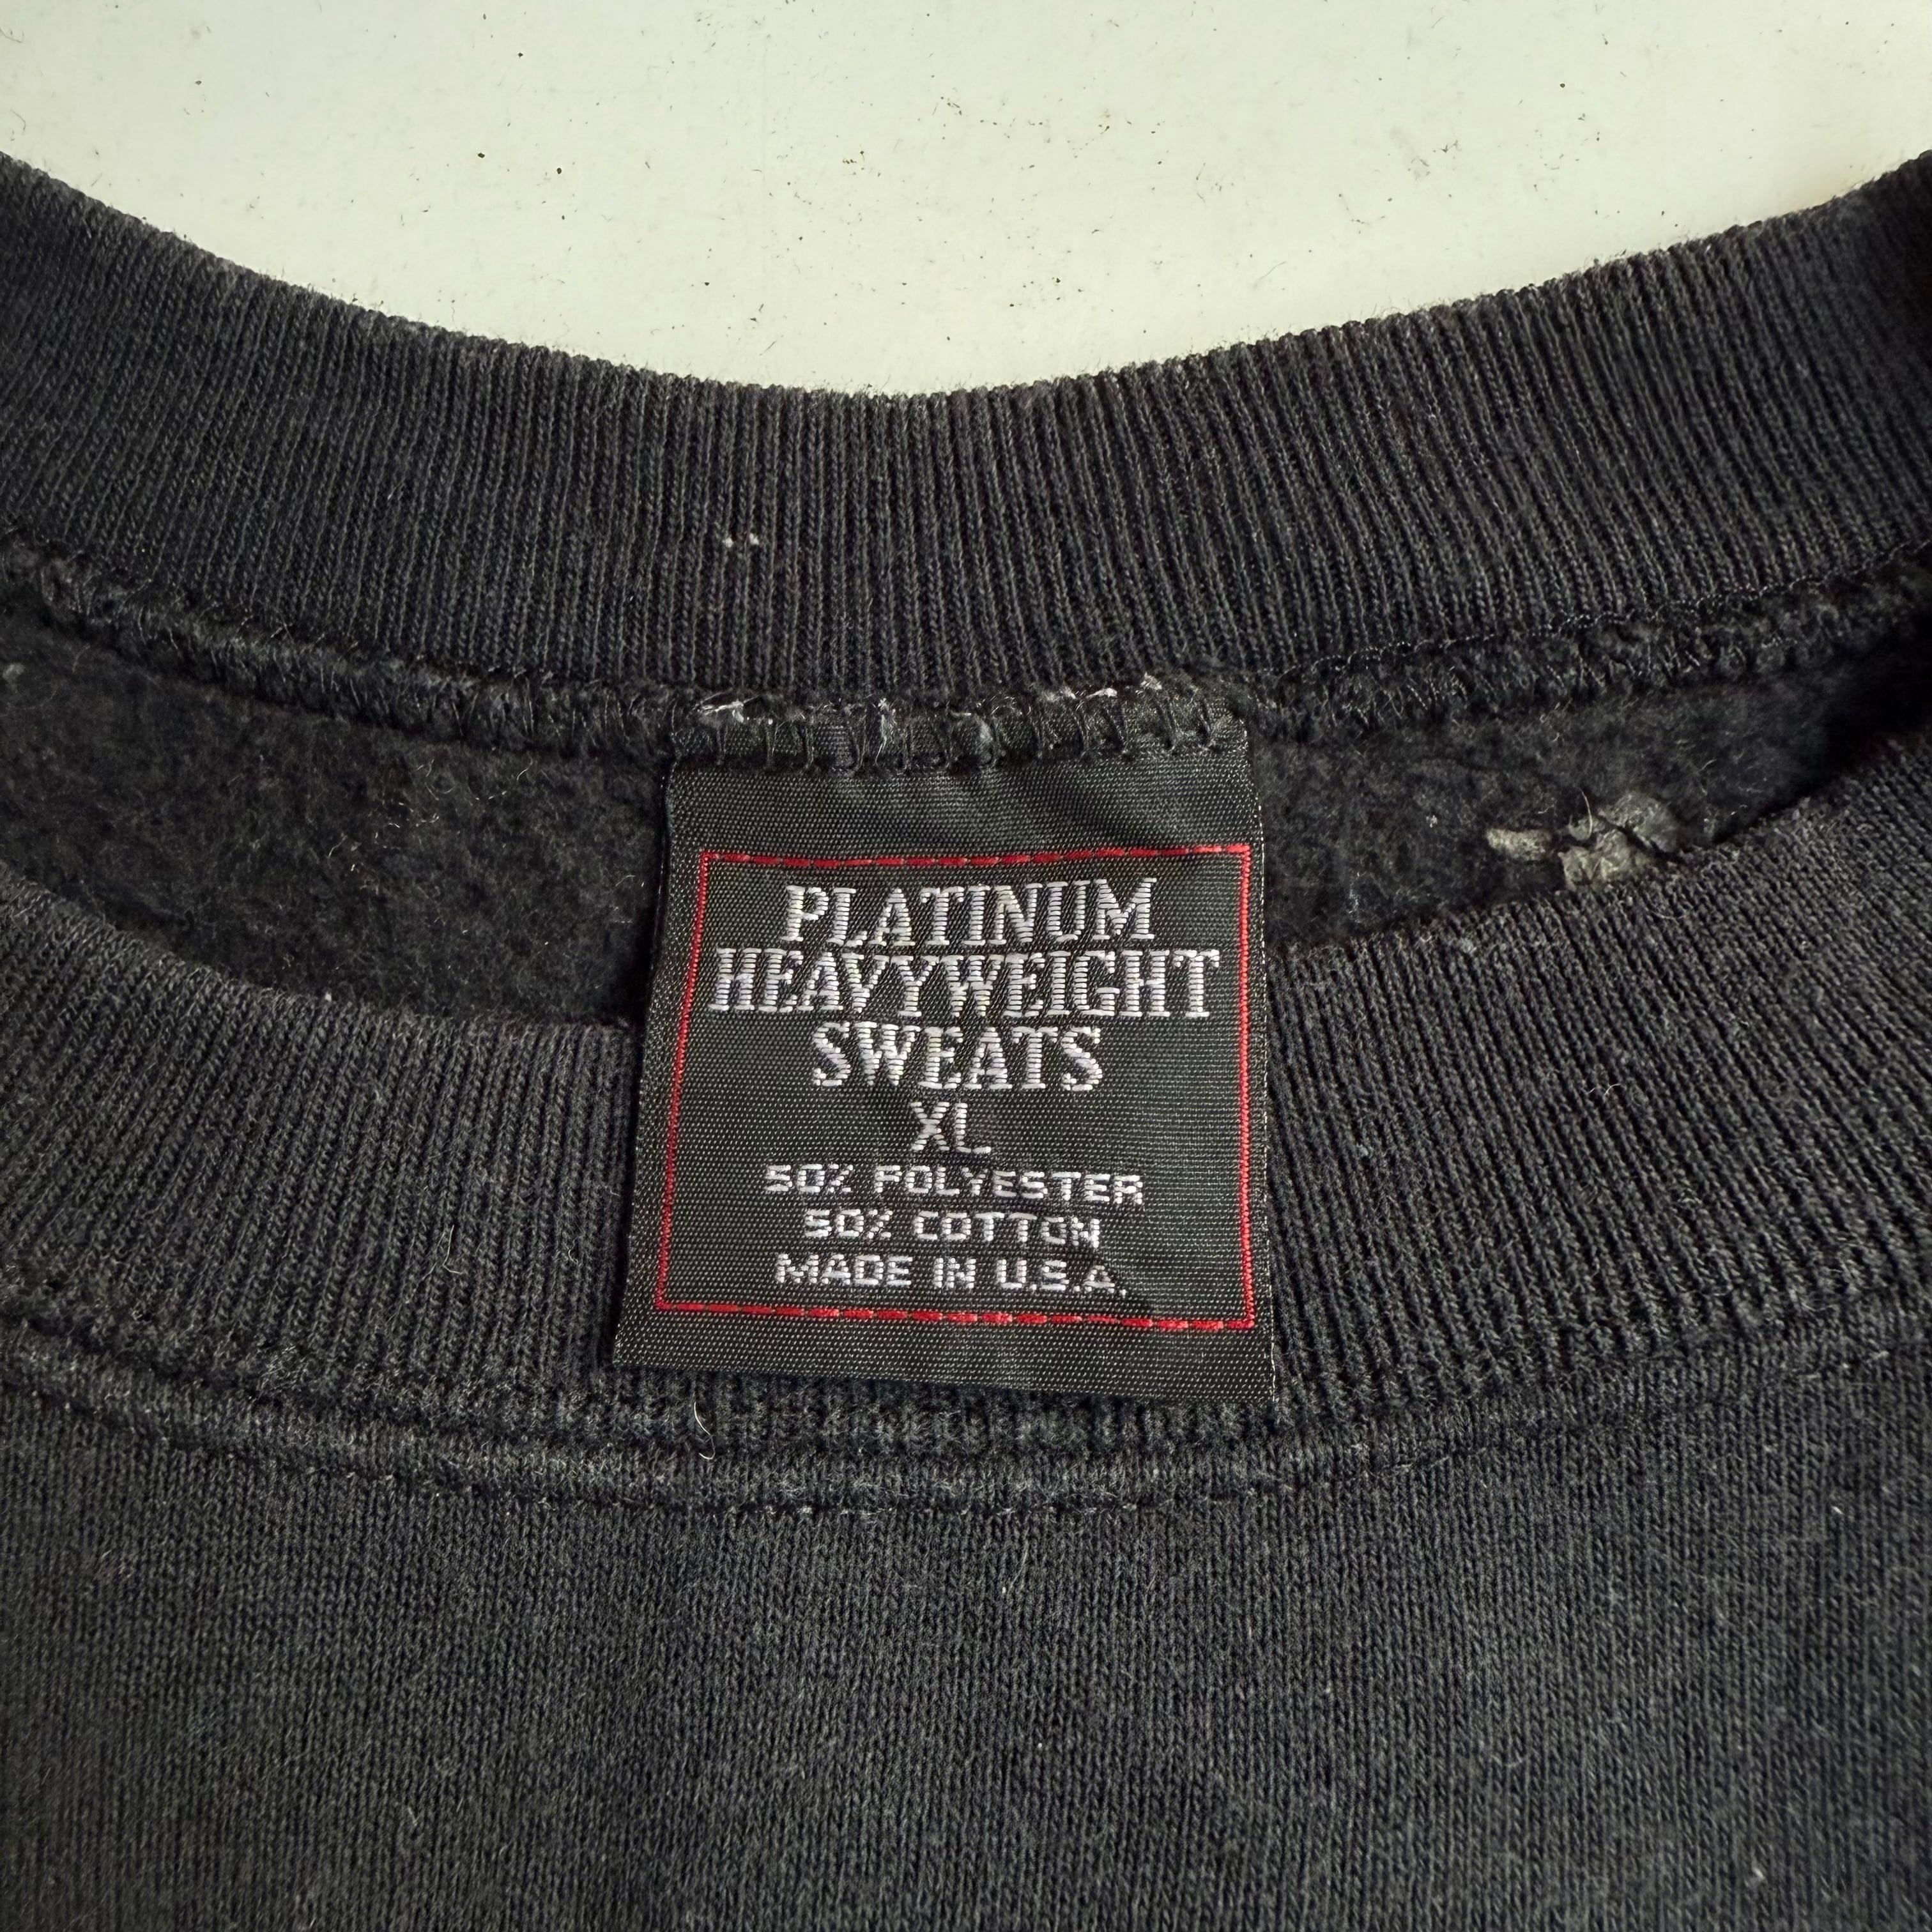 PLATINUM
HEAVYWEIGHT
SWEATS
XL
50% POLYESTER
50% COTTON
MADE IN U.S.A.